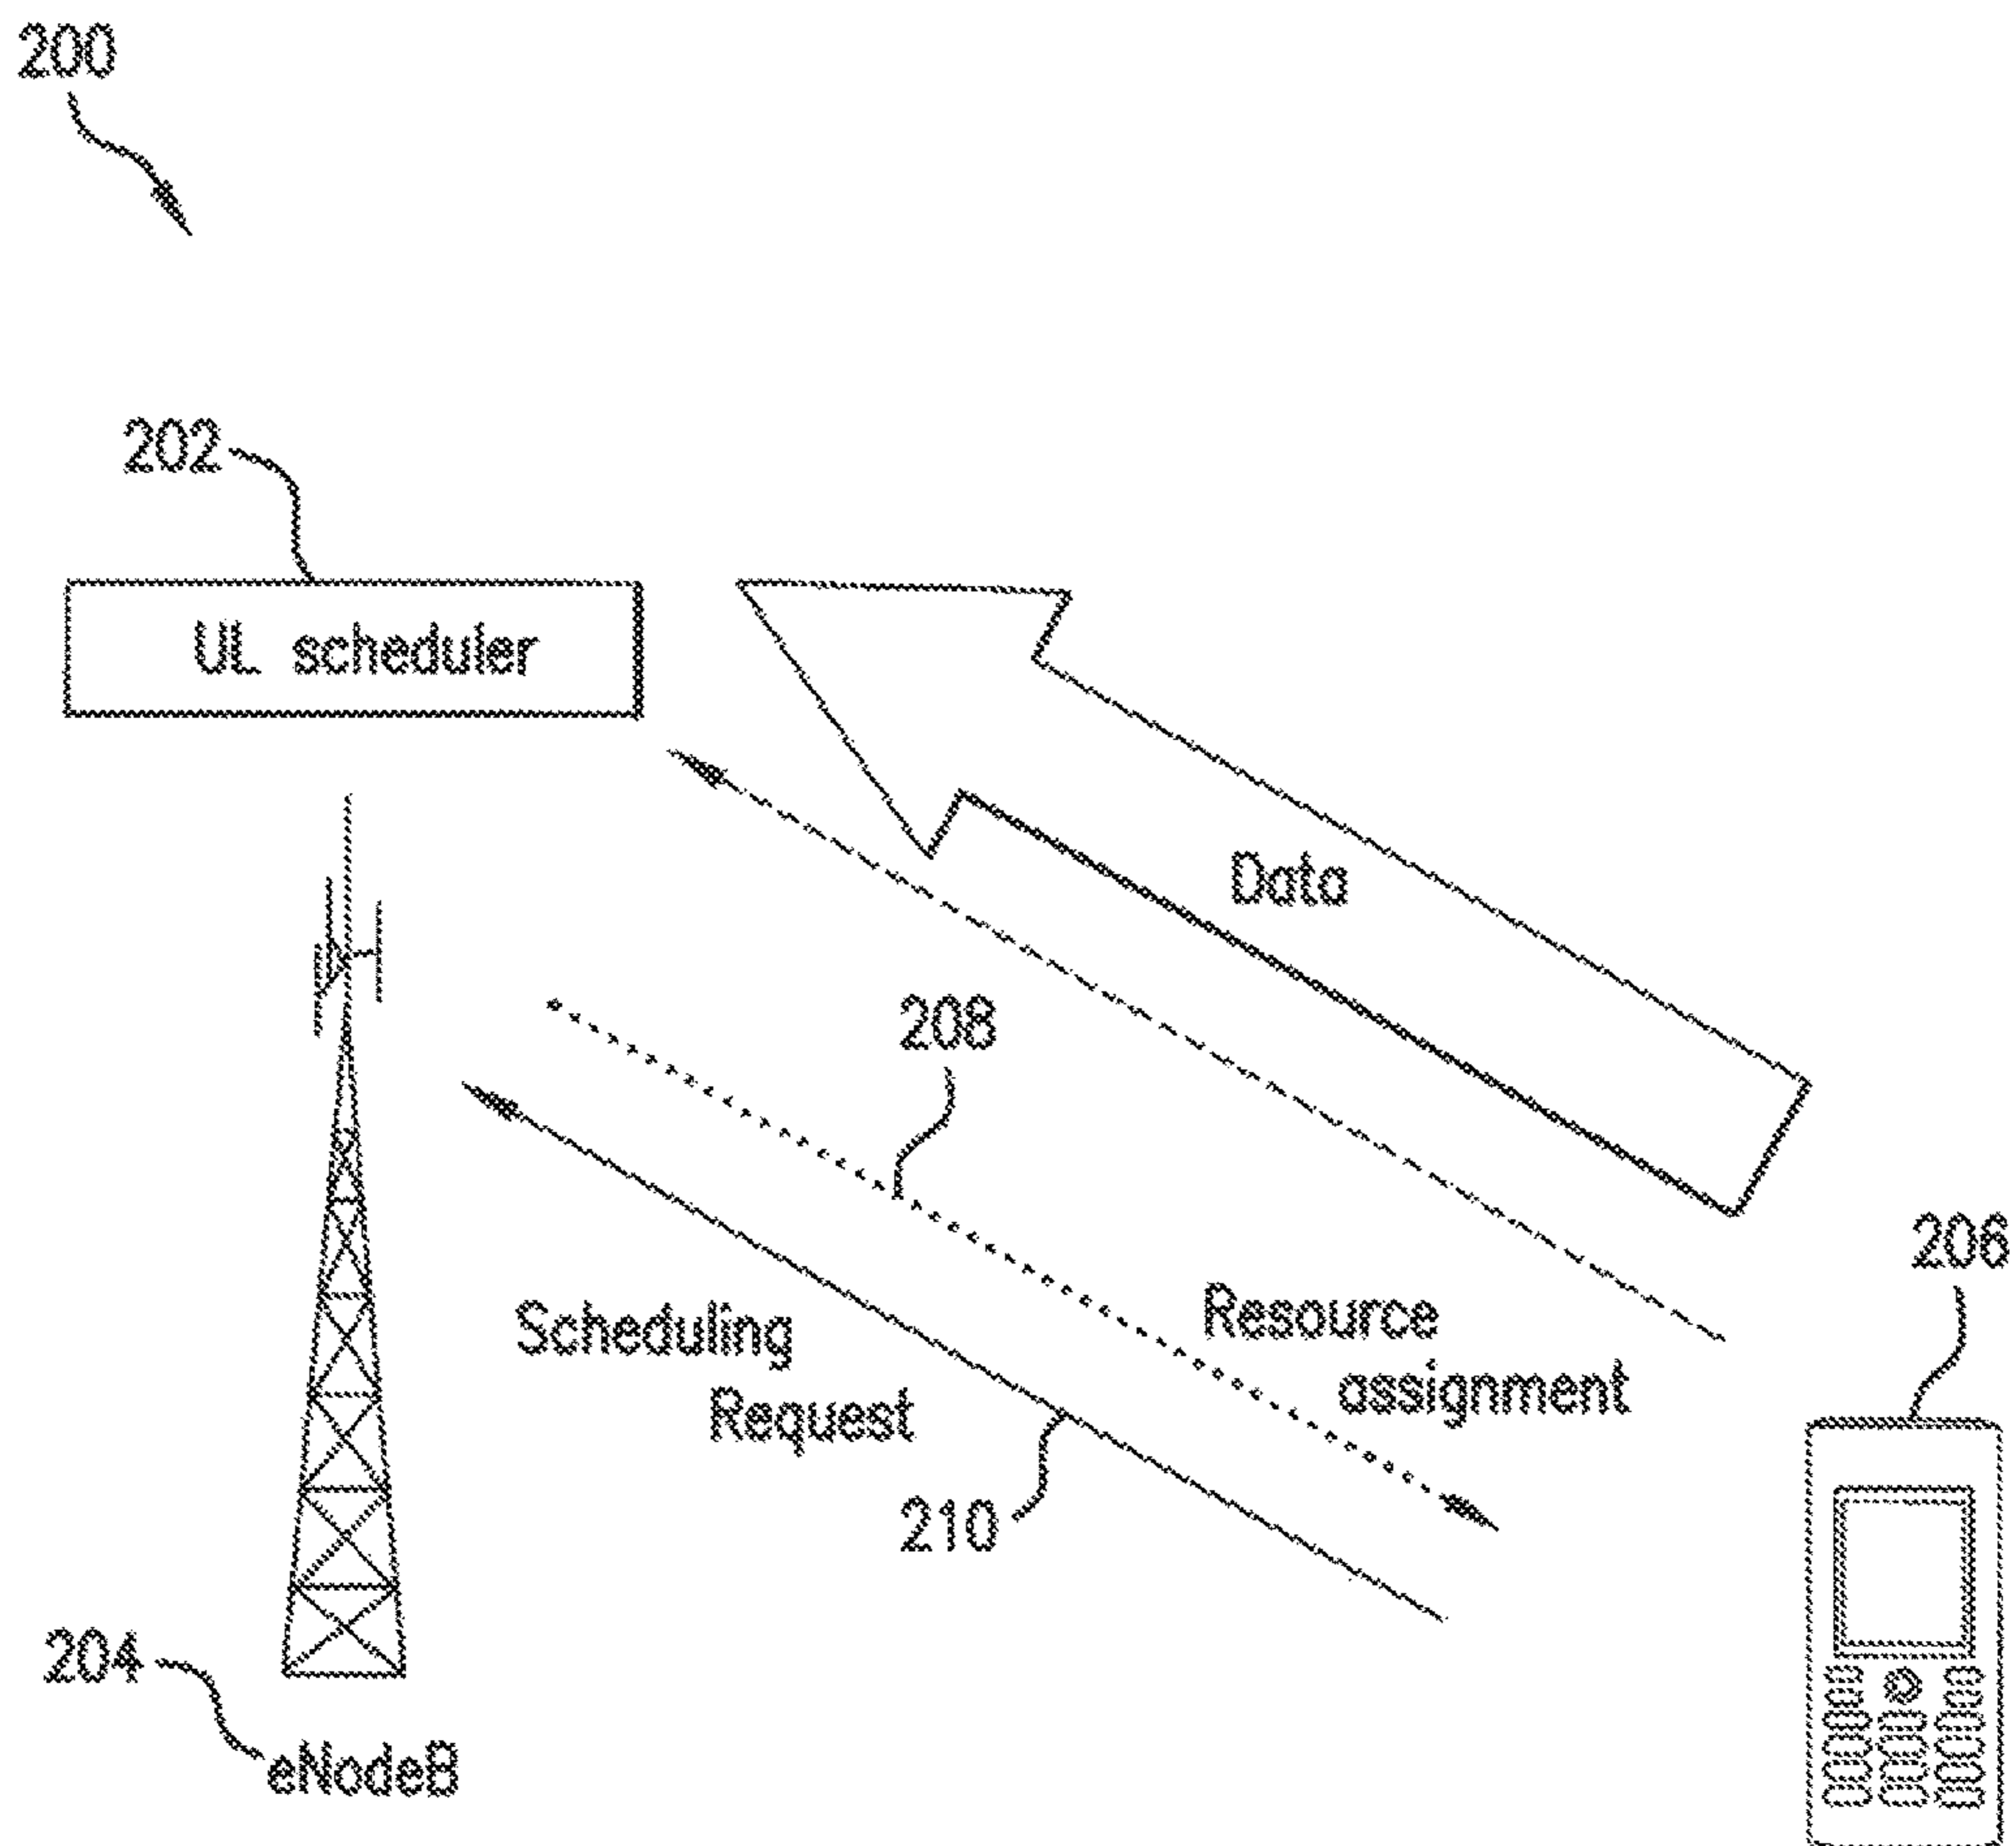 200
202
UL scheduler
Data
208
206
Resource
assignment
Scheduling
Request
210
204
eNodeB